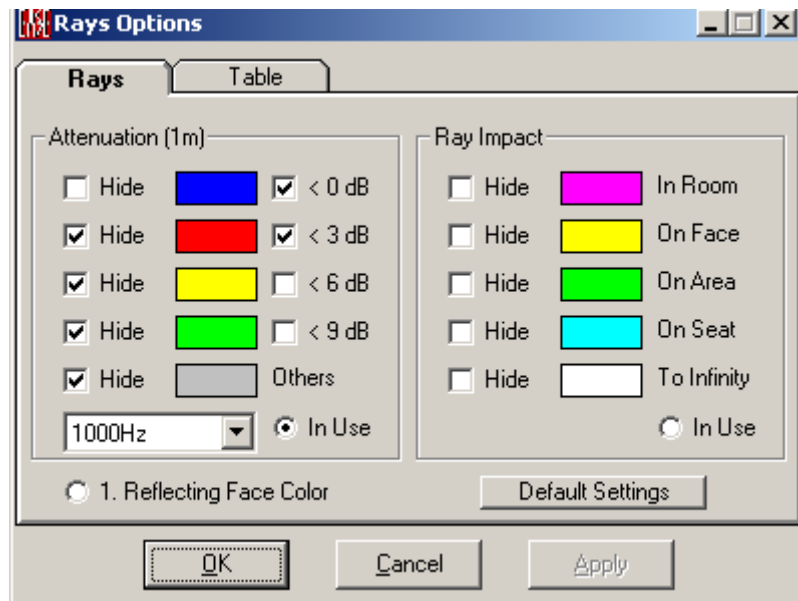 Rays Options
Rays
Table
Attenuation (1m)
Hide < 0 dB
Hide < 3 dB
Hide < 6 dB
Hide < 9 dB
Hide Others
1000Hz In Use
Ray Impact
Hide In Room
Hide On Face
Hide On Area
Hide On Seat
Hide To Infinity
In Use
1. Reflecting Face Color
Default Settings
OK
Cancel
Apply